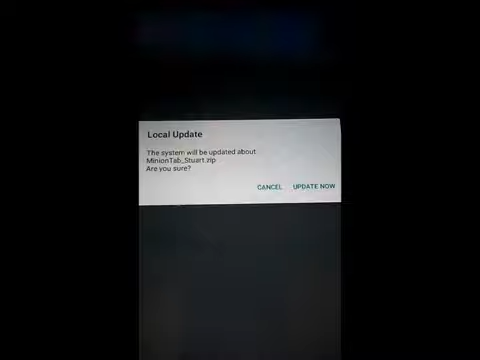 Local Update
The system will be updated about
MinionTab_Stuart.zip
Are you sure?
CANCEL UPDATE NOW